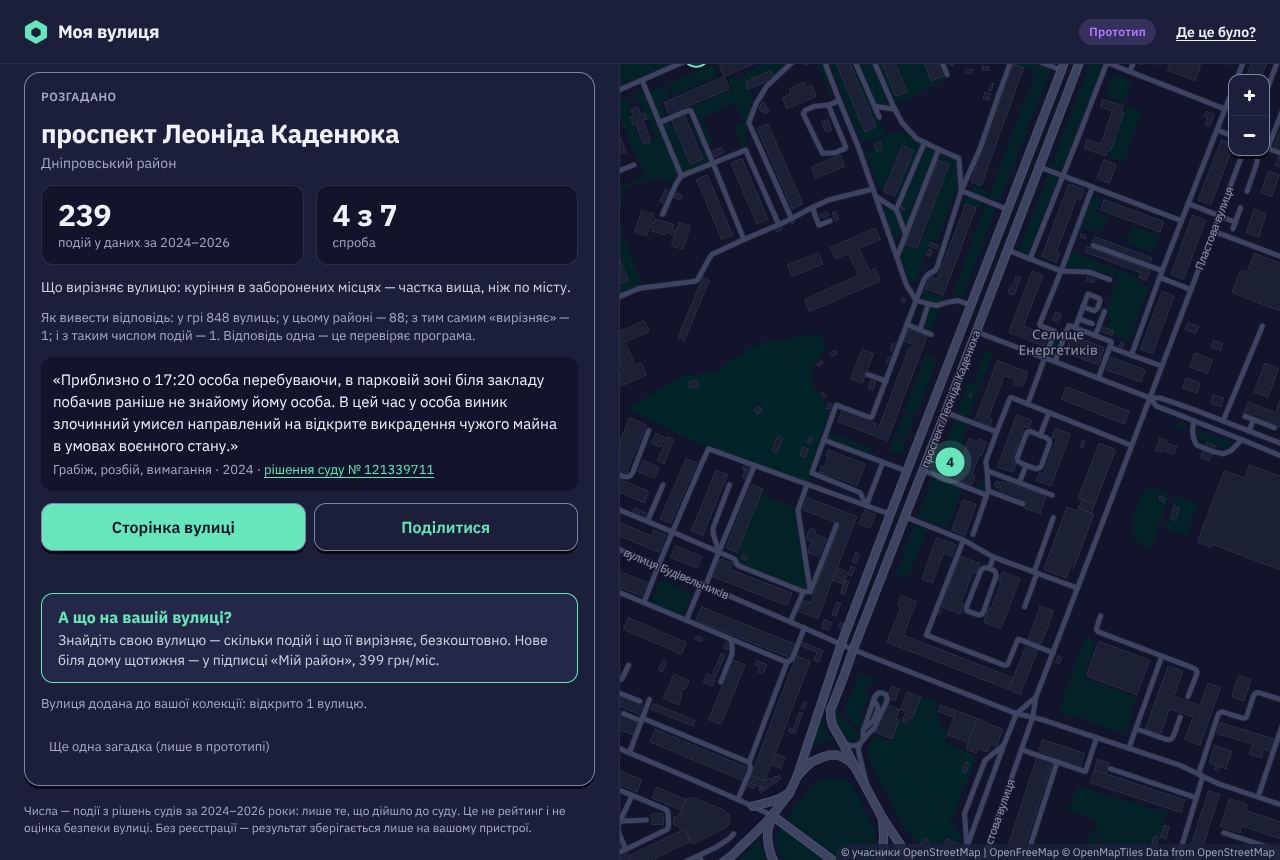 Моя вулиця
Прототип
Де це було?
РОЗГАДАНО
проспект Леоніда Каденюка
Дніпровський район
239
подій у даних за 2024–2026
4 з 7
спроба
Що вирізняє вулицю: куріння в заборонених місцях — частка вища, ніж по місту.
Як вивести відповідь: у грі 848 вулиць; у цьому районі — 88; з тим самим «вирізняє» —
1; і з таким числом подій — 1. Відповідь одна — це перевіряє програма.
«Приблизно о 17:20 особа перебуваючи, в парковій зоні біля закладу
побачив раніше не знайому йому особа. В цей час у особа виник
злочинний умисел направлений на відкрите викрадення чужого майна
в умовах воєнного стану.»
Грабіж, розбій, вимагання · 2024 · рішення суду № 121339711
Сторінка вулиці
Поділитися
А що на вашій вулиці?
Знайдіть свою вулицю — скільки подій і що її вирізняє, безкоштовно. Нове
біля дому щотижня — у підписці «Мій район», 399 грн/міс.
Вулиця додана до вашої колекції: відкрито 1 вулицю.
Ще одна загадка (лише в прототипі)
Числа — події з рішень судів за 2024–2026 роки: лише те, що дійшло до суду. Це не рейтинг і не
оцінка безпеки вулиці. Без реєстрації — результат зберігається лише на вашому пристрої.
+
−
Пластова вулиця
Селище
Енергетиків
проспект Леоніда Каденюка
4
вулиця Будівельників
стова вулиця
© учасники OpenStreetMap | OpenFreeMap © OpenMapTiles Data from OpenStreetMap